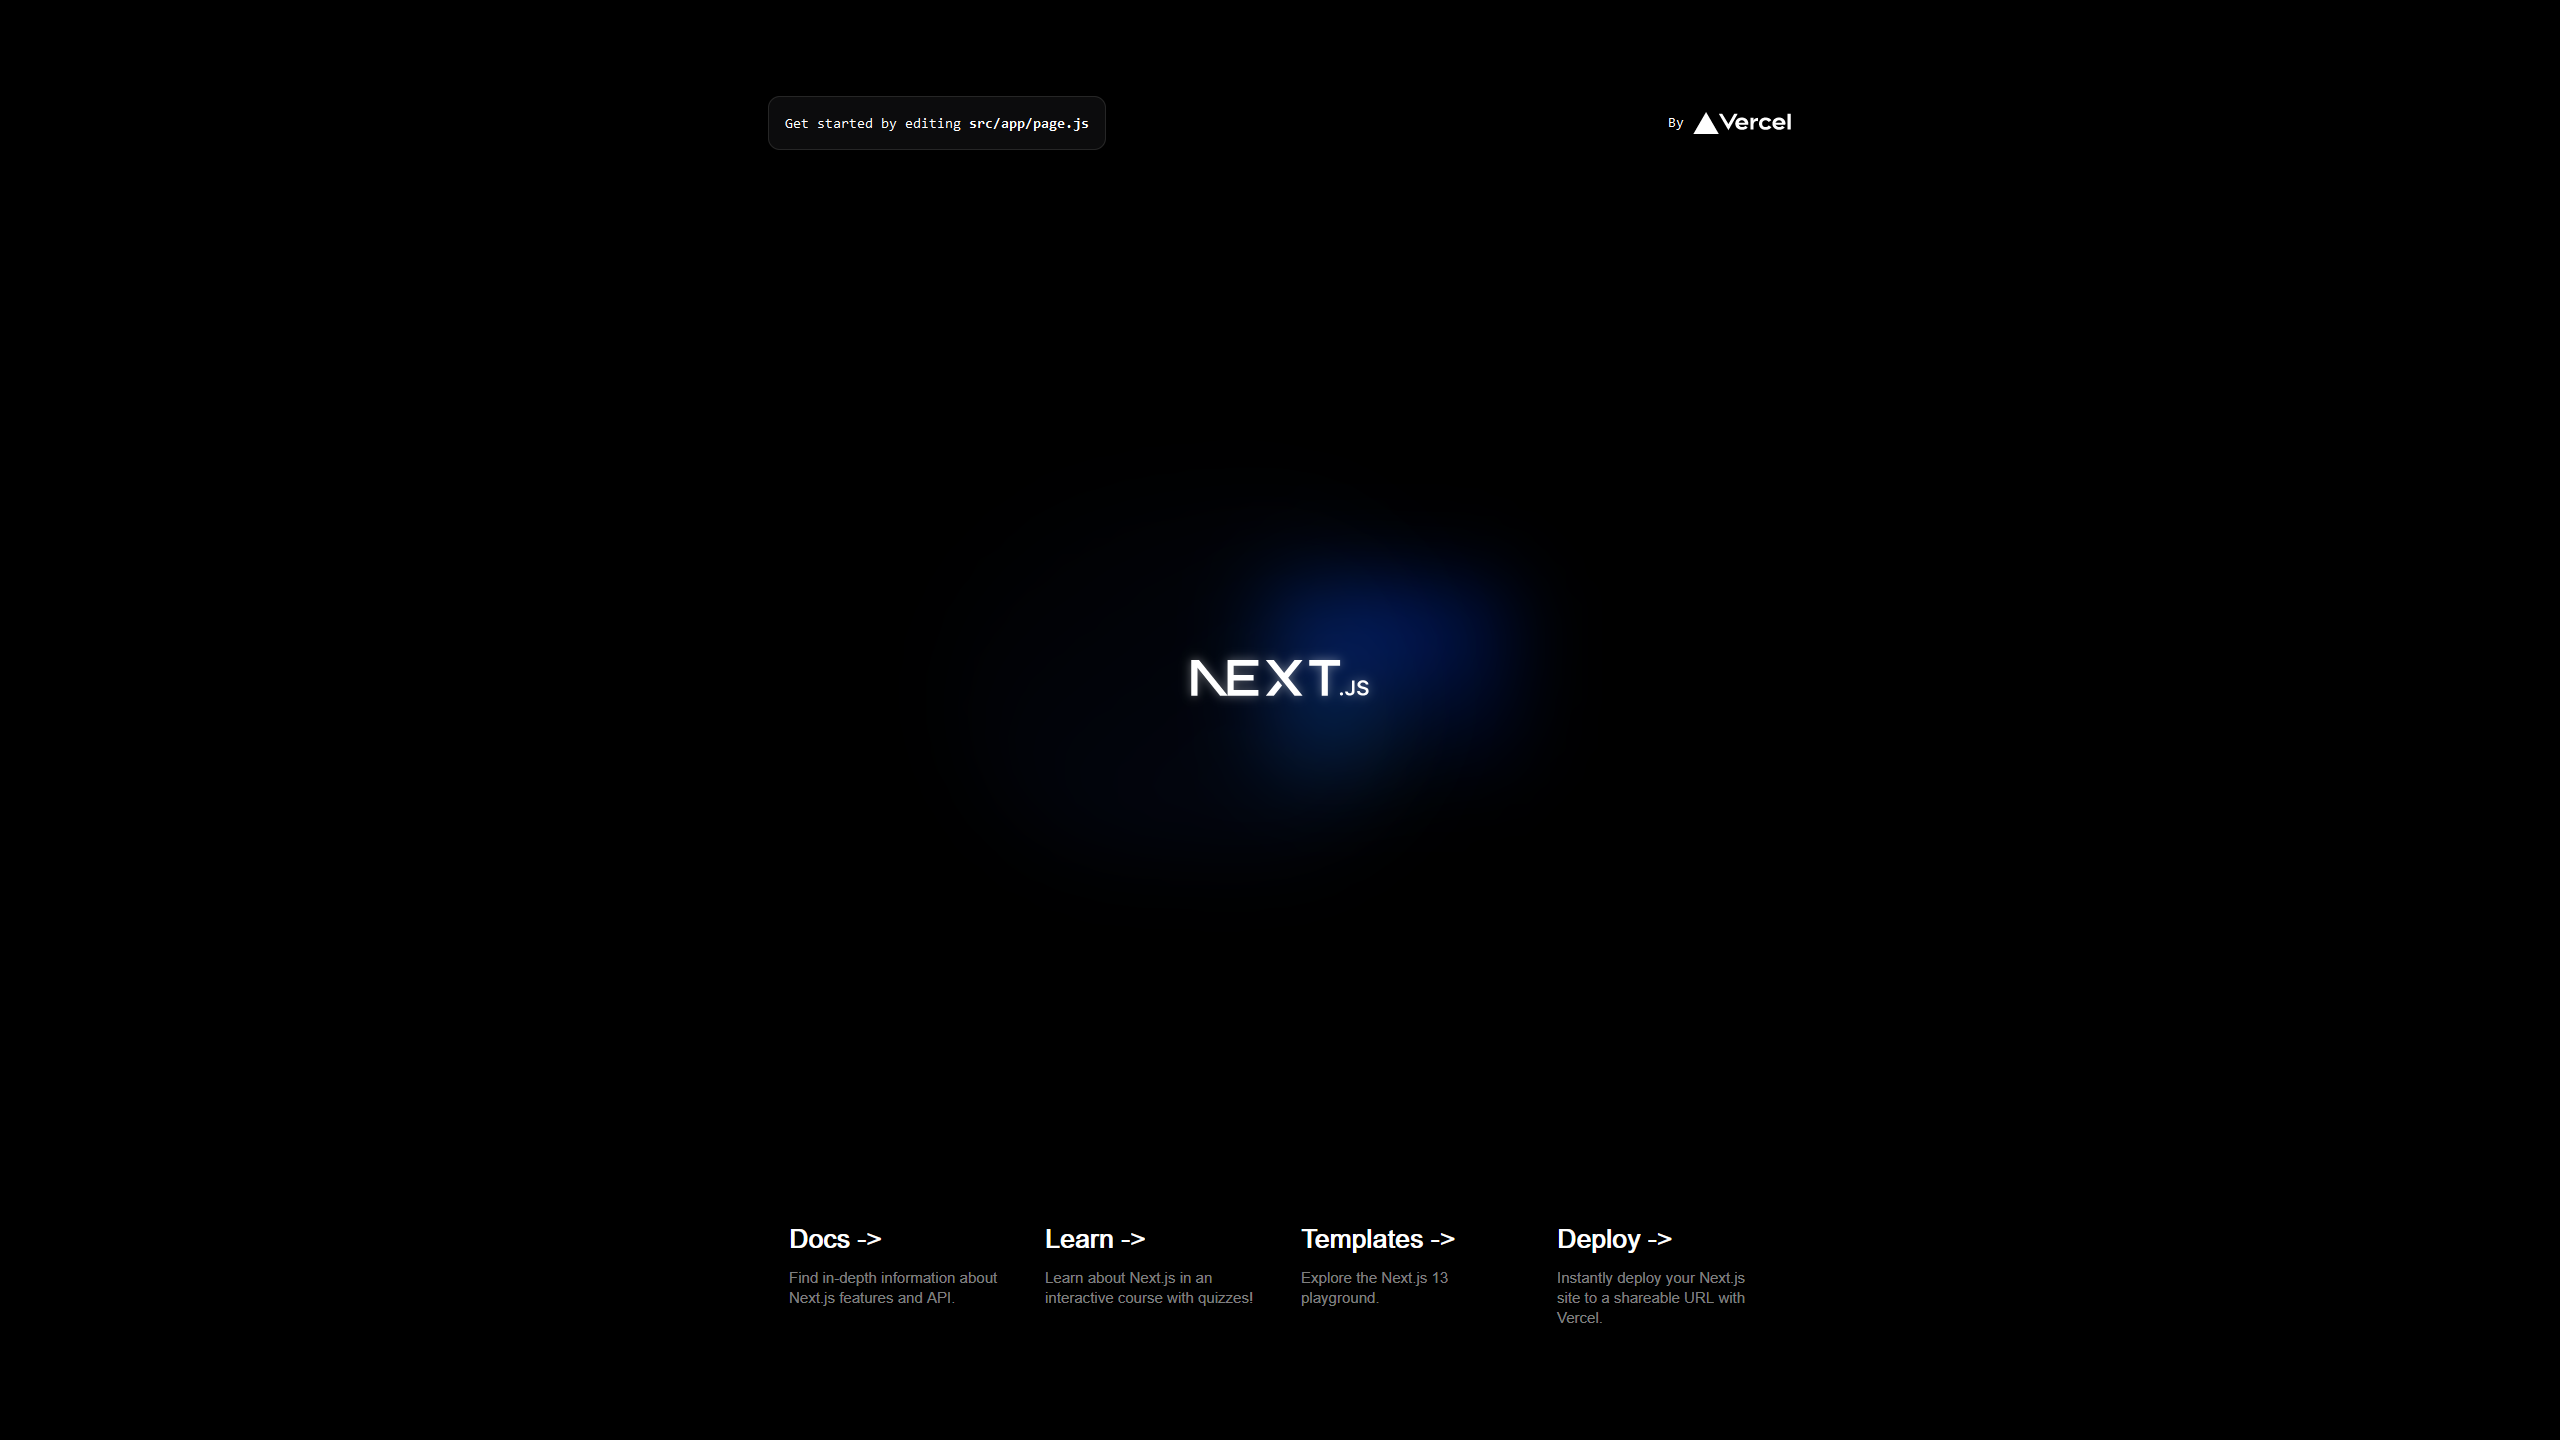 Get started by editing src/app/page.js
By Vercel
NEXT.JS
Docs ->
Find in-depth information about
Next.js features and API.
Learn ->
Learn about Next.js in an
interactive course with quizzes!
Templates ->
Explore the Next.js 13
playground.
Deploy ->
Instantly deploy your Next.js
site to a shareable URL with
Vercel.